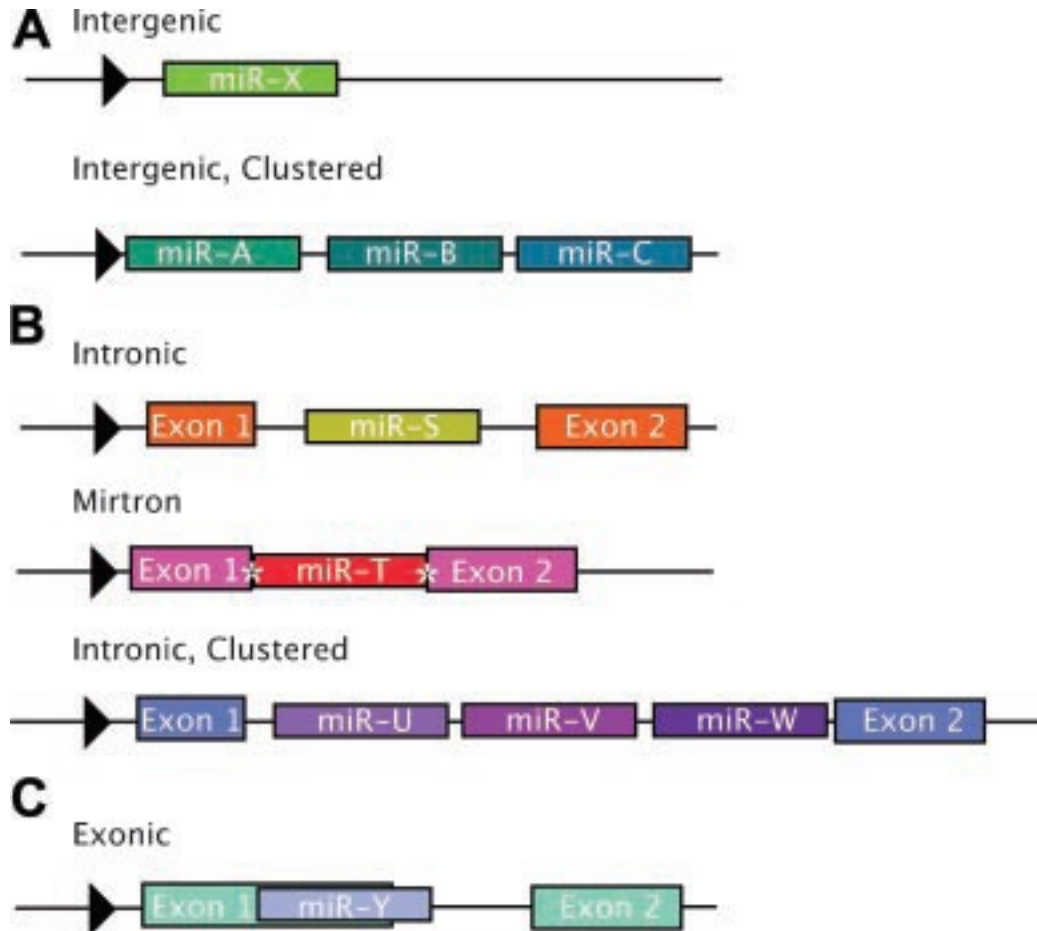 A Intergenic
miR-X
Intergenic, Clustered
miR-A miR-B miR-C
B
Intronic
Exon 1 miR-S Exon 2
Mirtron
Exon 1* miR-T *Exon 2
Intronic, Clustered
Exon 1 miR-U miR-V miR-W Exon 2
C
Exonic
Exon 1 miR-Y Exon 2